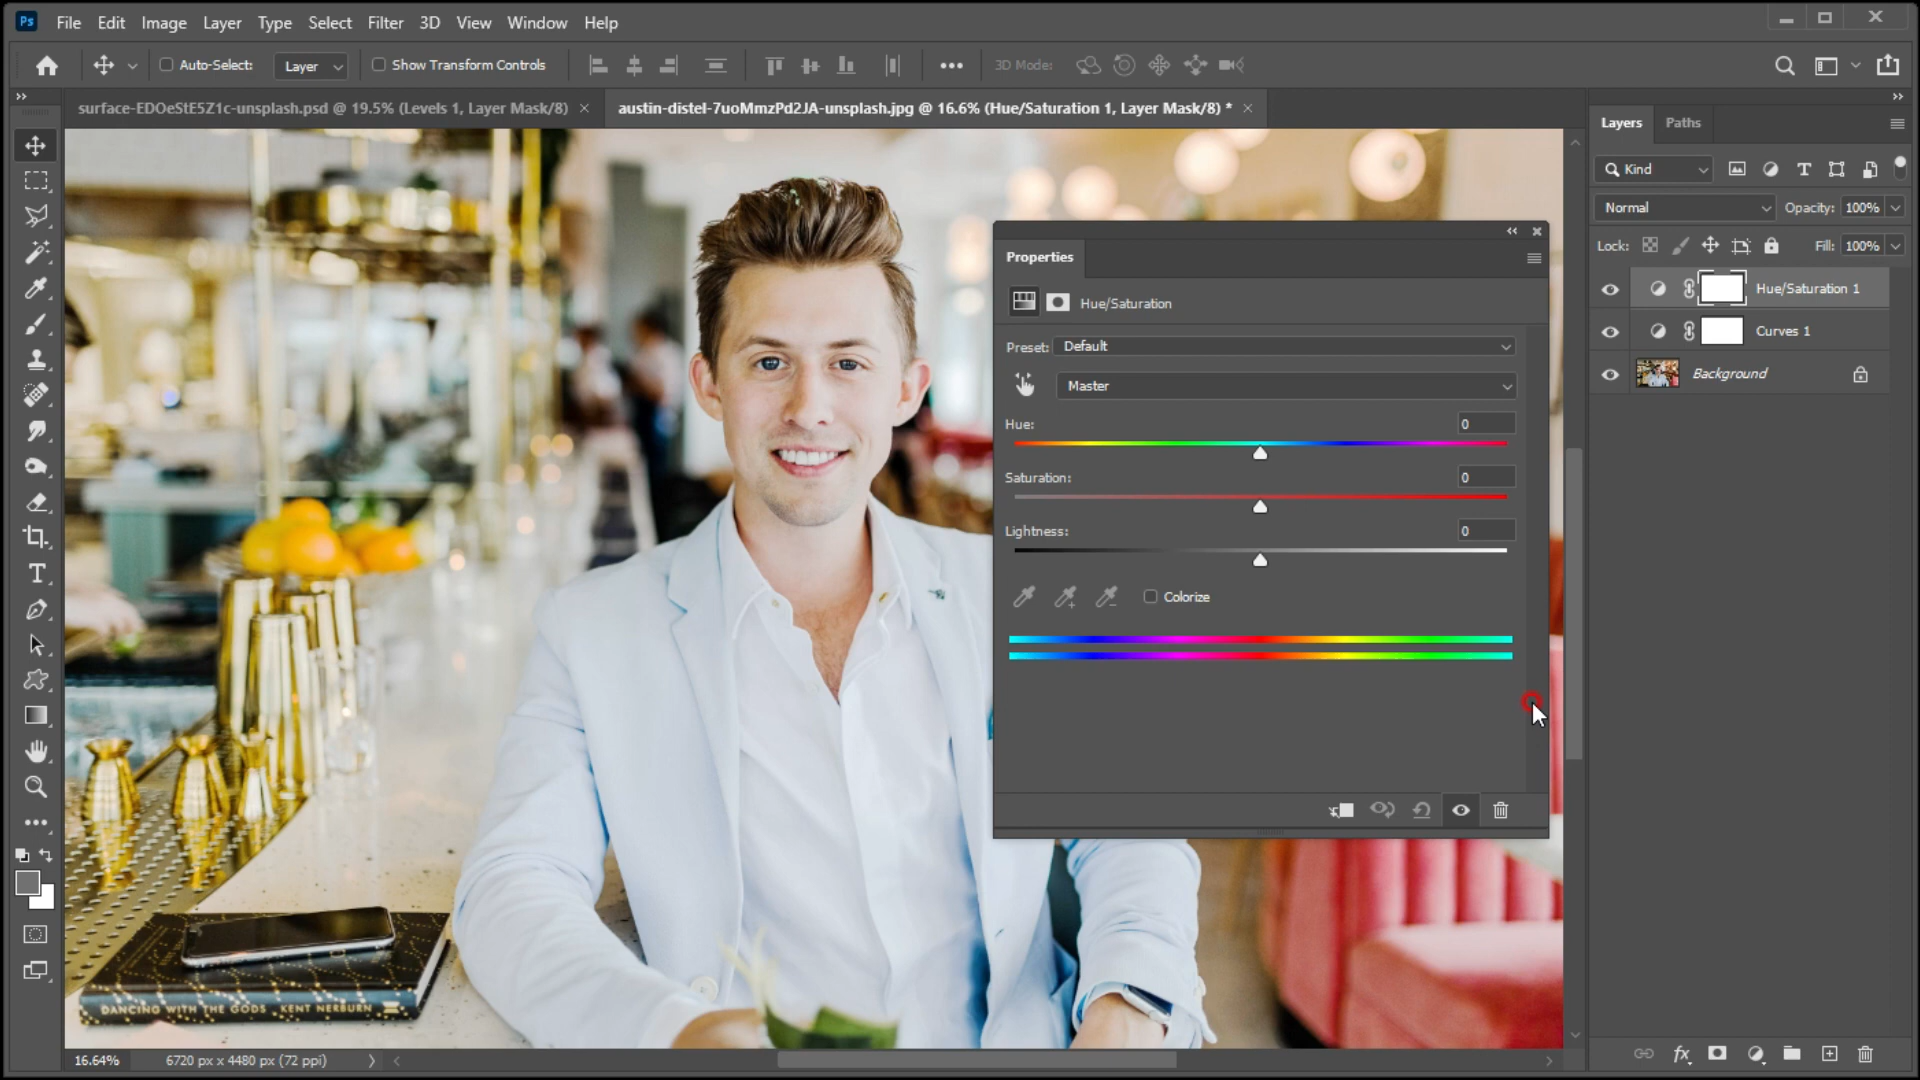 Ps File Edit Image Layer Type Select Filter 3D View Window Help
Auto-Select: Layer Show Transform Controls 3D Mode:
surface-EDOeStE5Z1c-unsplash.psd @ 19.5% (Levels 1, Layer Mask/8) × austin-distel-7uoMmzPd2JA-unsplash.jpg @ 16.6% (Hue/Saturation 1, Layer Mask/8) * ×
Layers Paths
Kind
Normal Opacity: 100%
Lock: Fill: 100%
Hue/Saturation 1
Curves 1
Background
Properties
Hue/Saturation
Preset: Default
Master
Hue: 0
Saturation: 0
Lightness: 0
Colorize
DANCING WITH THE GODS KENT NERBURN
16.64% 6720 px x 4480 px (72 ppi)